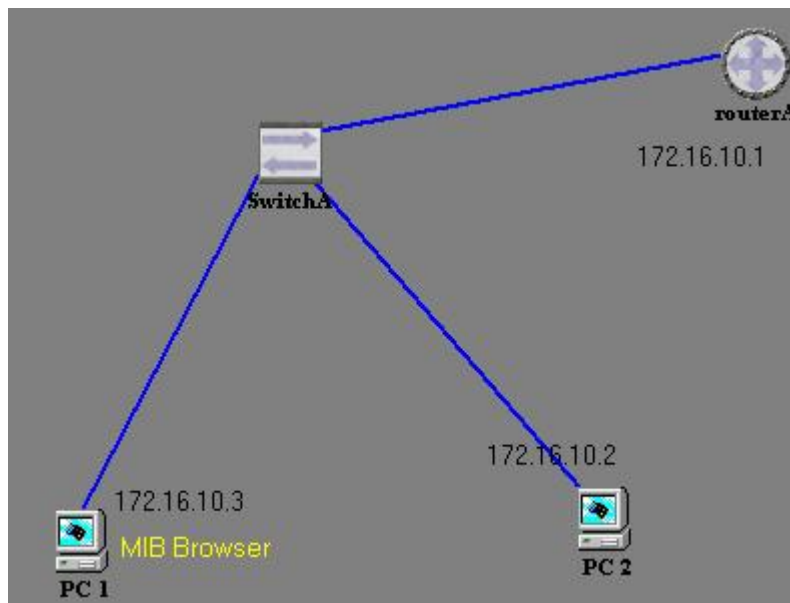 routerA
172.16.10.1
SwitchA
172.16.10.2
172.16.10.3
MIB Browser
PC 1
PC 2